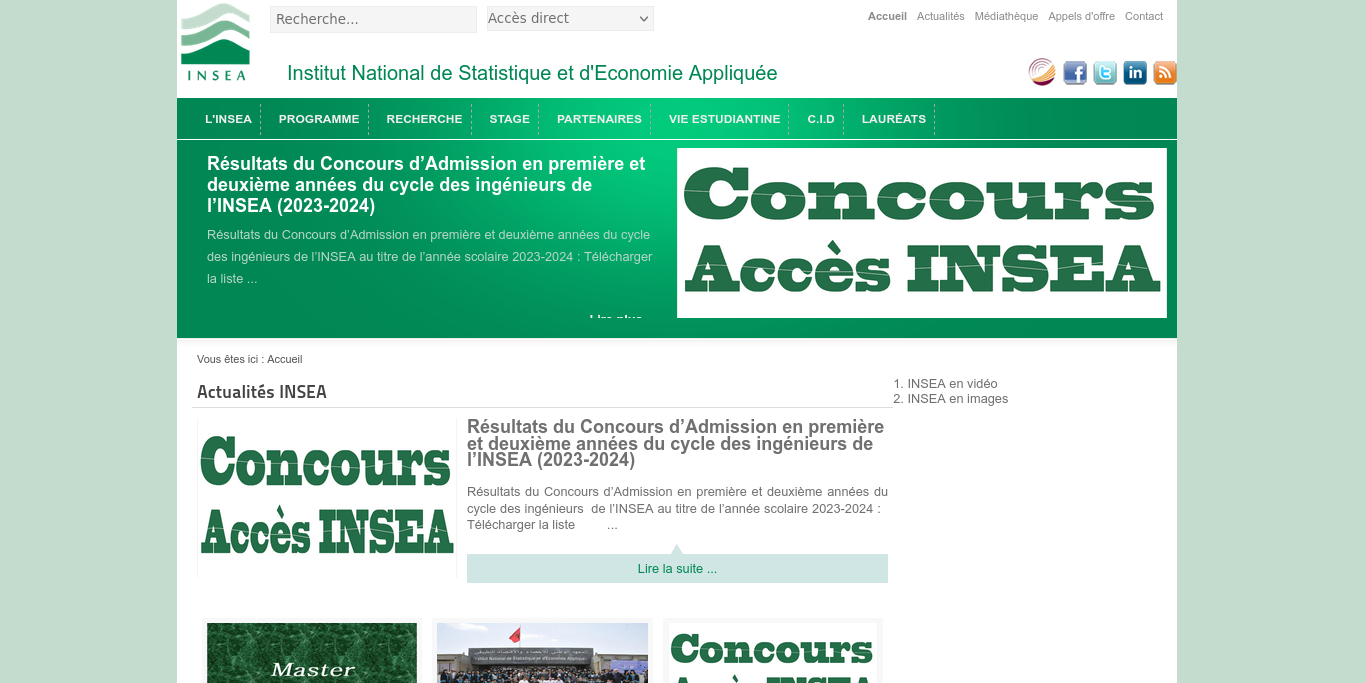 Recherche...
Accès direct
Accueil Actualités Médiathèque Appels d'offre Contact
INSEA
Institut National de Statistique et d'Economie Appliquée
L'INSEA PROGRAMME RECHERCHE STAGE PARTENAIRES VIE ESTUDIANTINE C.I.D LAURÉATS
Résultats du Concours d’Admission en première et
deuxième années du cycle des ingénieurs de
l’INSEA (2023-2024)
Résultats du Concours d’Admission en première et deuxième années du cycle
des ingénieurs de l’INSEA au titre de l’année scolaire 2023-2024 : Télécharger
la liste ...
Lire plus...
Concours
Accès INSEA
Vous êtes ici : Accueil
Actualités INSEA
1. INSEA en vidéo
2. INSEA en images
Concours
Accès INSEA
Résultats du Concours d’Admission en première
et deuxième années du cycle des ingénieurs de
l’INSEA (2023-2024)
Résultats du Concours d’Admission en première et deuxième années du
cycle des ingénieurs de l’INSEA au titre de l’année scolaire 2023-2024 :
Télécharger la liste ...
Lire la suite ...
Master
Institut National de Statistique et d'Economie Appliquée
Concours